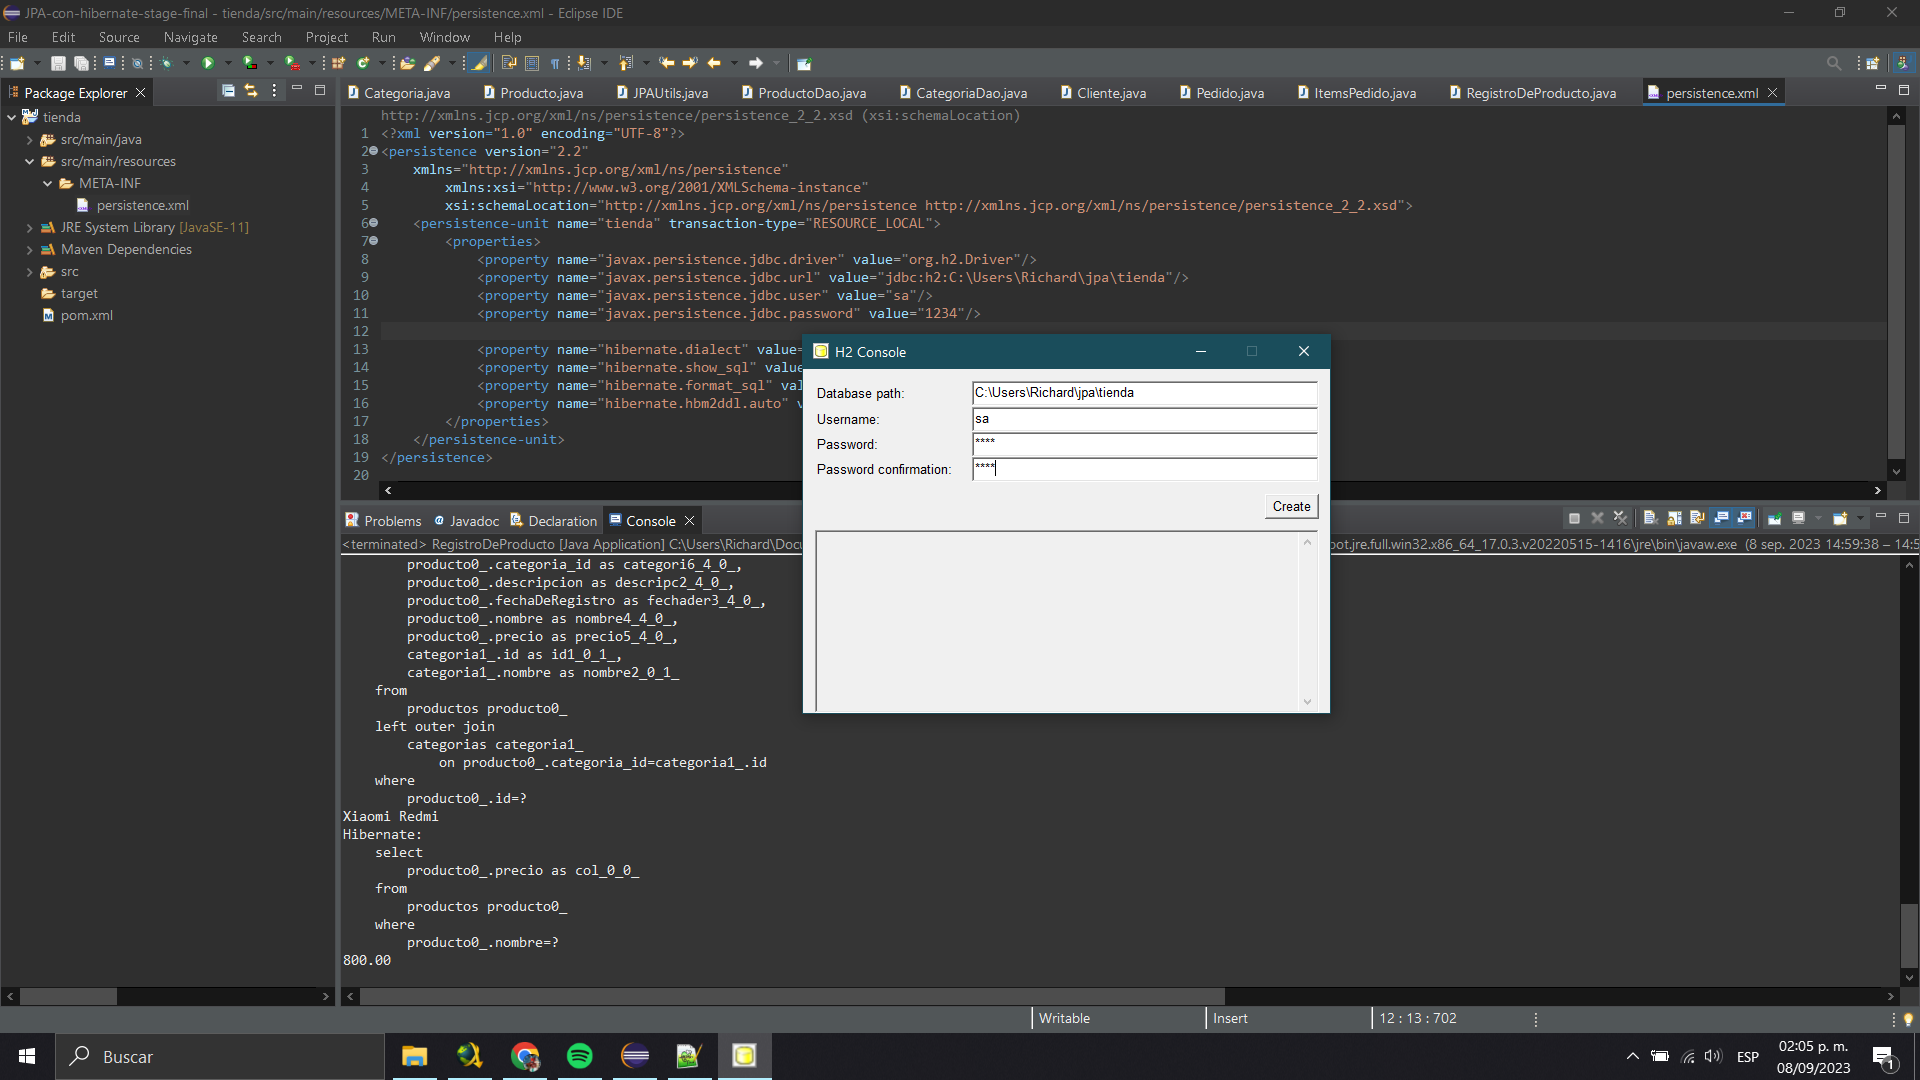 JPA-con-hibernate-stage-final - tienda/src/main/resources/META-INF/persistence.xml - Eclipse IDE
File Edit Source Navigate Search Project Run Window Help
Package Explorer
tienda
src/main/java
src/main/resources
META-INF
persistence.xml
JRE System Library [JavaSE-11]
Maven Dependencies
src
target
pom.xml
Categoria.java Producto.java JPAUtils.java ProductoDao.java CategoriaDao.java Cliente.java Pedido.java ItemsPedido.java RegistroDeProducto.java persistence.xml
http://xmlns.jcp.org/xml/ns/persistence/persistence_2_2.xsd (xsi:schemaLocation)
1 <?xml version="1.0" encoding="UTF-8"?>
2 <persistence version="2.2"
3 xmlns="http://xmlns.jcp.org/xml/ns/persistence"
4 xmlns:xsi="http://www.w3.org/2001/XMLSchema-instance"
5 xsi:schemaLocation="http://xmlns.jcp.org/xml/ns/persistence http://xmlns.jcp.org/xml/ns/persistence/persistence_2_2.xsd">
6 <persistence-unit name="tienda" transaction-type="RESOURCE_LOCAL">
7 <properties>
8 <property name="javax.persistence.jdbc.driver" value="org.h2.Driver"/>
9 <property name="javax.persistence.jdbc.url" value="jdbc:h2:C:\Users\Richard\jpa\tienda"/>
10 <property name="javax.persistence.jdbc.user" value="sa"/>
11 <property name="javax.persistence.jdbc.password" value="1234"/>
12
13 <property name="hibernate.dialect" value=
14 <property name="hibernate.show_sql" value
15 <property name="hibernate.format_sql" val
16 <property name="hibernate.hbm2ddl.auto" v
17 </properties>
18 </persistence-unit>
19 </persistence>
20
H2 Console
Database path: C:\Users\Richard\jpa\tienda
Username: sa
Password: ****
Password confirmation: ****
Create
Problems Javadoc Declaration Console
<terminated> RegistroDeProducto [Java Application] C:\Users\Richard\Docu
pot.jre.full.win32.x86_64_17.0.3.v20220515-1416\jre\bin\javaw.exe (8 sep. 2023 14:59:38 – 14:5
producto0_.categoria_id as categori6_4_0_,
producto0_.descripcion as descripc2_4_0_,
producto0_.fechaDeRegistro as fechader3_4_0_,
producto0_.nombre as nombre4_4_0_,
producto0_.precio as precio5_4_0_,
categoria1_.id as id1_0_1_,
categoria1_.nombre as nombre2_0_1_
from
productos producto0_
left outer join
categorias categoria1_
on producto0_.categoria_id=categoria1_.id
where
producto0_.id=?
Xiaomi Redmi
Hibernate:
select
producto0_.precio as col_0_0_
from
productos producto0_
where
producto0_.nombre=?
800.00
Writable Insert 12 : 13 : 702
Buscar
ESP
02:05 p. m.
08/09/2023
1